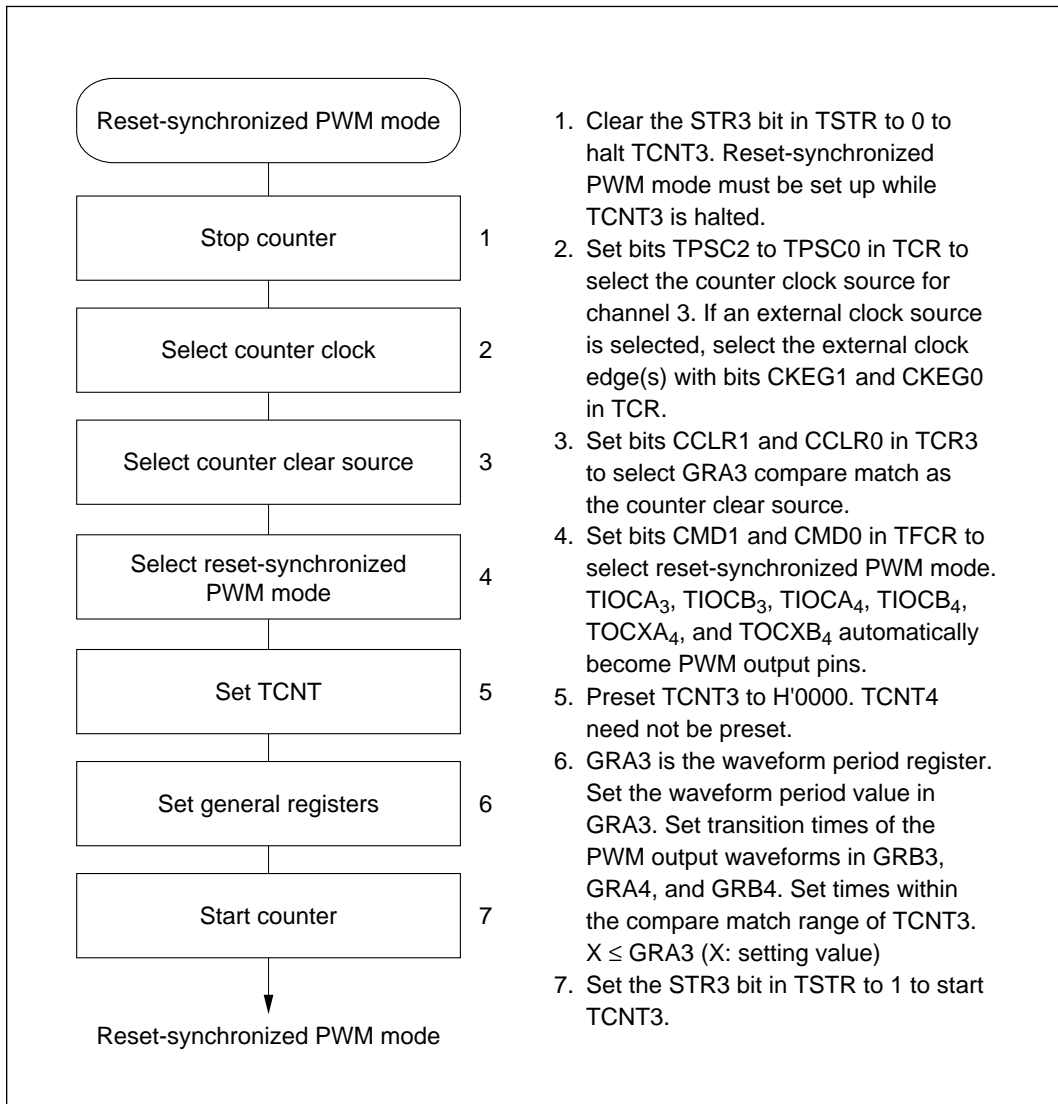 Reset-synchronized PWM mode
Stop counter 1
Select counter clock 2
Select counter clear source 3
Select reset-synchronized
PWM mode 4
Set TCNT 5
Set general registers 6
Start counter 7
Reset-synchronized PWM mode
1. Clear the STR3 bit in TSTR to 0 to
halt TCNT3. Reset-synchronized
PWM mode must be set up while
TCNT3 is halted.
2. Set bits TPSC2 to TPSC0 in TCR to
select the counter clock source for
channel 3. If an external clock source
is selected, select the external clock
edge(s) with bits CKEG1 and CKEG0
in TCR.
3. Set bits CCLR1 and CCLR0 in TCR3
to select GRA3 compare match as
the counter clear source.
4. Set bits CMD1 and CMD0 in TFCR to
select reset-synchronized PWM mode.
TIOCA3, TIOCB3, TIOCA4, TIOCB4,
TOCXA4, and TOCXB4 automatically
become PWM output pins.
5. Preset TCNT3 to H'0000. TCNT4
need not be preset.
6. GRA3 is the waveform period register.
Set the waveform period value in
GRA3. Set transition times of the
PWM output waveforms in GRB3,
GRA4, and GRB4. Set times within
the compare match range of TCNT3.
X ≤ GRA3 (X: setting value)
7. Set the STR3 bit in TSTR to 1 to start
TCNT3.